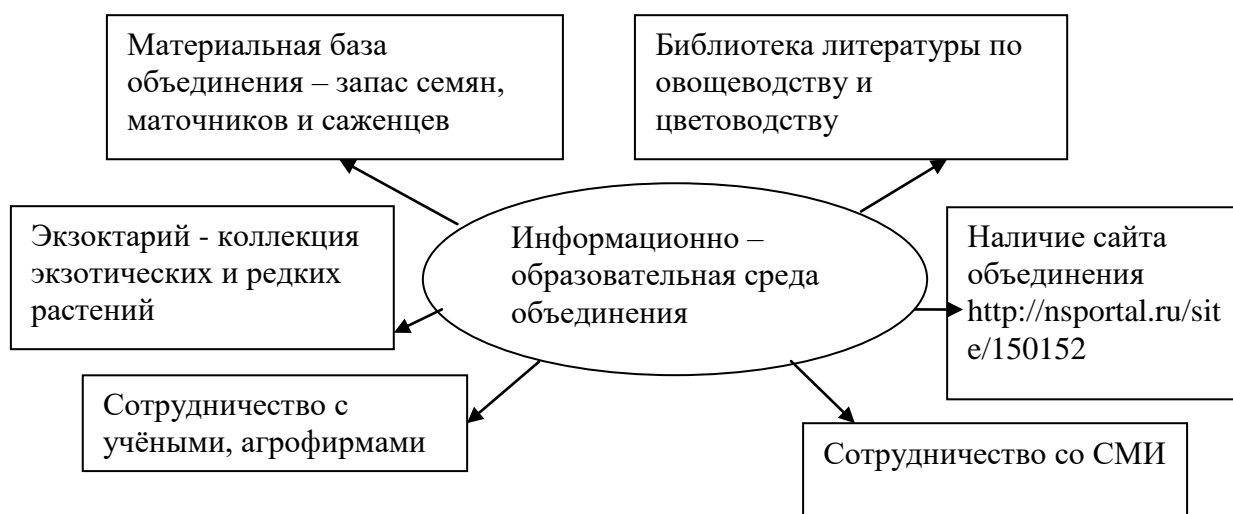 Материальная база
объединения – запас семян,
маточников и саженцев
Библиотека литературы по
овощеводству и
цветоводству
Экзоктарий - коллекция
экзотических и редких
растений
Информационно –
образовательная среда
объединения
Наличие сайта
объединения
http://nsportal.ru/sit
e/150152
Сотрудничество с
учёными, агрофирмами
Сотрудничество со СМИ